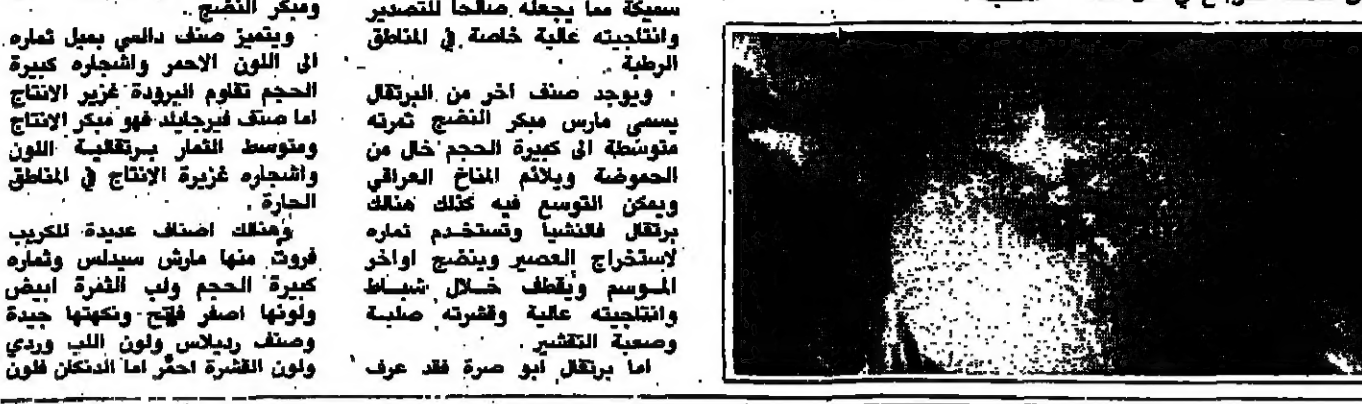 سميكة مما يجعله صالحا للتصدير
وانتاجيته عالية خاصة في المناطق
الرطبة .
ويوجد صنف اخر من البرتقال
يسمى مارس مبكر النضج ثمرته
متوسطة الى كبيرة الحجم خال من
الحموضة ويلائم المناخ العراقي
ويمكن التوسع فيه كذلك هنالك
برتقال فالنشيا وتستخدم ثماره
لاستخراج العصير وينضج اواخر
الموسم ويقطف خلال شباط
وانتاجيته عالية وقشرته صلبة
وصعبة التقشير .
اما برتقال ابو صرة فقد عرف
ومبكر النضج .
ويتميز صنف دالسي بميل ثماره
الى اللون الاحمر واشجاره كبيرة
الحجم تقاوم البرودة غزير الانتاج
اما صنف فيرجايلد فهو مبكر الانتاج
ومتوسط الثمار برتقالية اللون
واشجاره غزيرة الانتاج في المناطق
الحارة .
وهنالك اصناف عديدة للكريب
فروت منها مارش سيدلس وثماره
كبيرة الحجم ولب الثمرة ابيض
ولونها اصفر فاتح ونكهتها جيدة
وصنف رديلاس ولون اللب وردي
ولون القشرة احمر اما الدنكان فلون